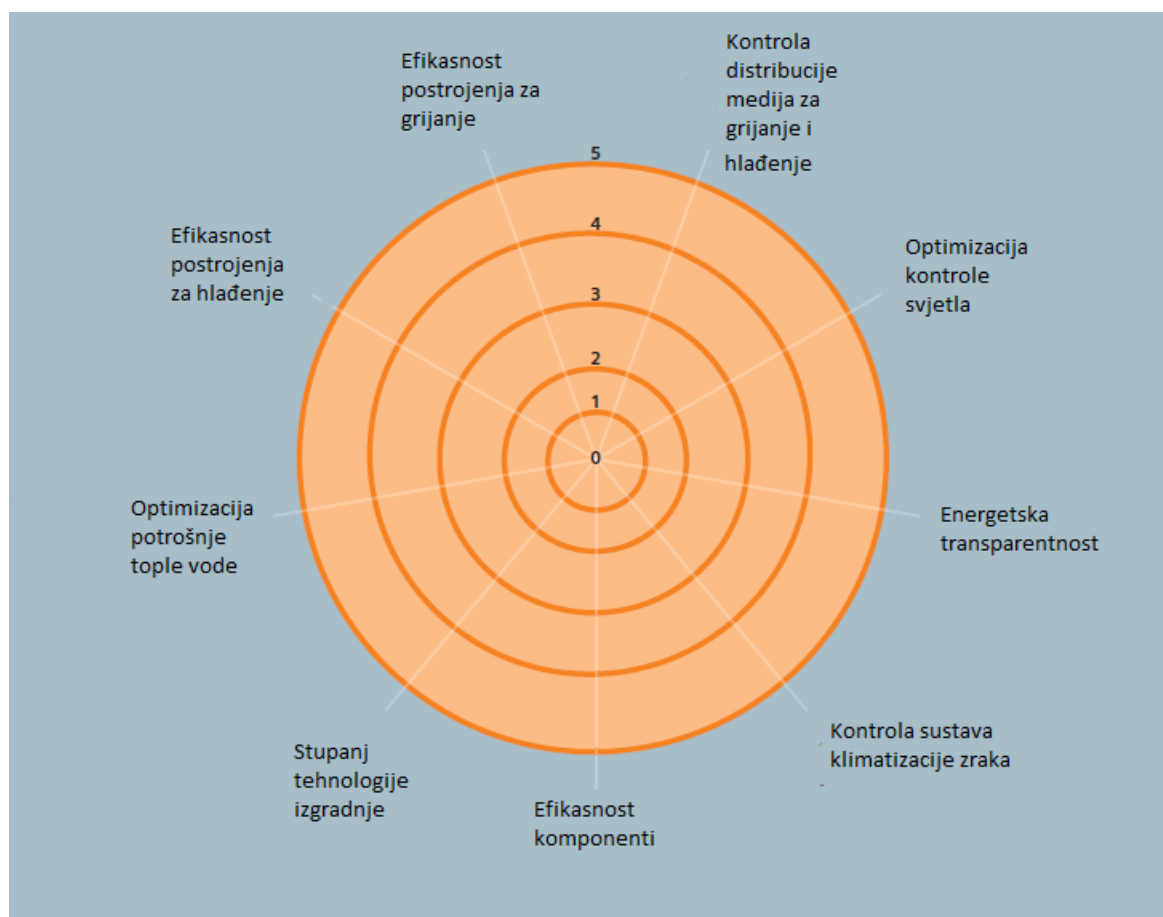 Efikasnost
postrojenja za
grijanje
Kontrola
distribucije
medija za
grijanje i
hlađenje
Efikasnost
postrojenja
za hlađenje
Optimizacija
kontrole
svjetla
5
4
3
2
1
0
Optimizacija
potrošnje
tople vode
Energetska
transparentnost
Stupanj
tehnologije
izgradnje
Efikasnost
komponenti
Kontrola sustava
klimatizacije zraka